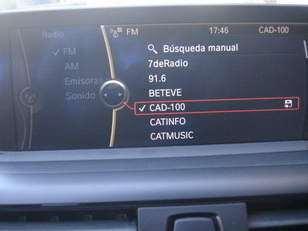 Radio
FM 17:46 CAD-100
FM
AM
Emisoras
Sonido
Búsqueda manual
7deRadio
91.6
BETEVE
CAD-100
CATINFO
CATMUSIC